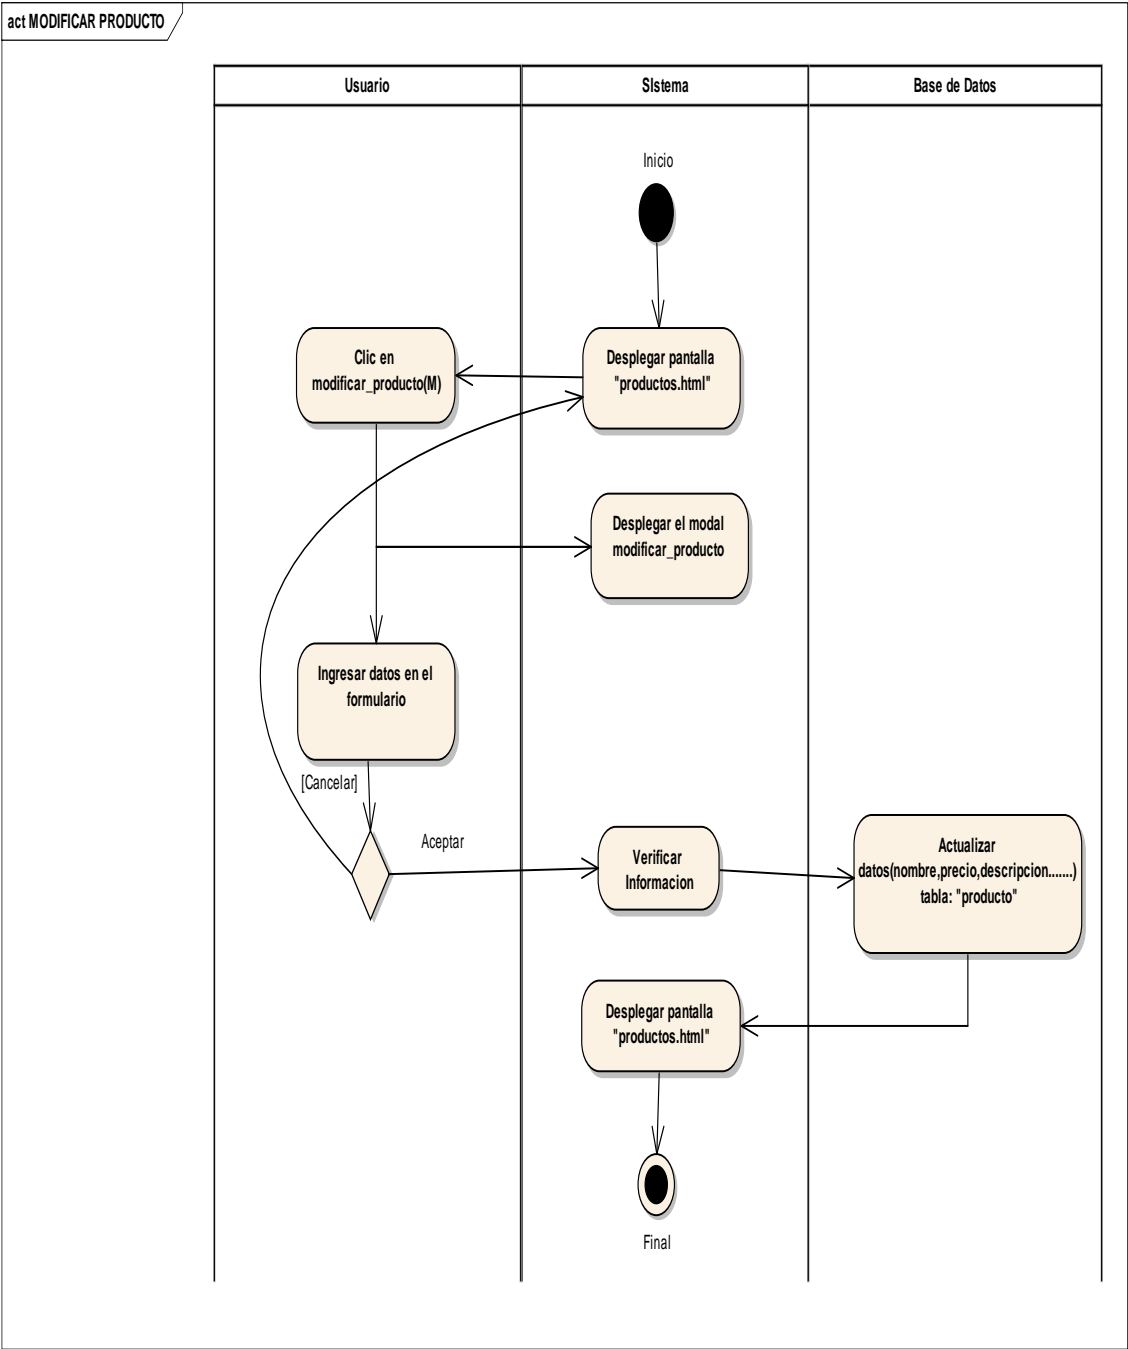 act MODIFICAR PRODUCTO
Usuario
SIstema
Base de Datos
Inicio
Clic en
modificar_producto(M)
Desplegar pantalla
"productos.html"
Desplegar el modal
modificar_producto
Ingresar datos en el
formulario
[Cancelar]
Aceptar
Verificar
Informacion
Actualizar
datos(nombre,precio,descripcion.......)
tabla: "producto"
Desplegar pantalla
"productos.html"
Final